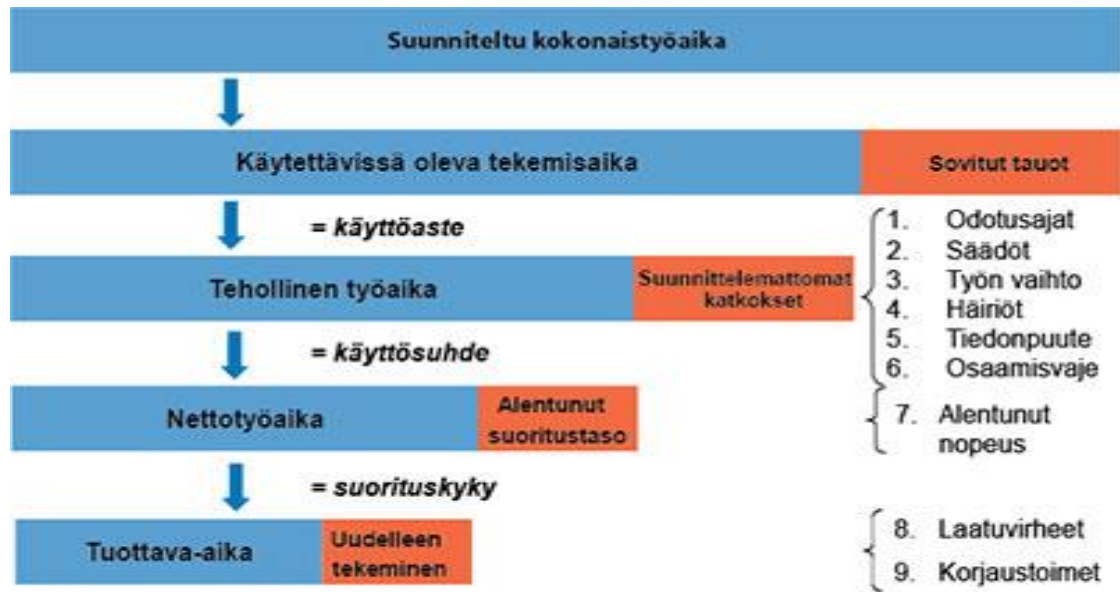 Suunniteltu kokonaistyöaika
Käytettävissä oleva tekemisaika
Sovitut tauot
= käyttöaste
1. Odotusajat
2. Säädöt
3. Työn vaihto
4. Häiriöt
5. Tiedonpuute
6. Osaamisvaje
Tehollinen työaika
Suunnittelemattomat
katkokset
= käyttösuhde
Nettotyöaika
Alentunut
suoritustaso
7. Alentunut
nopeus
= suorituskyky
Tuottava-aika
Uudelleen
tekeminen
8. Laatuvirheet
9. Korjaustoimet